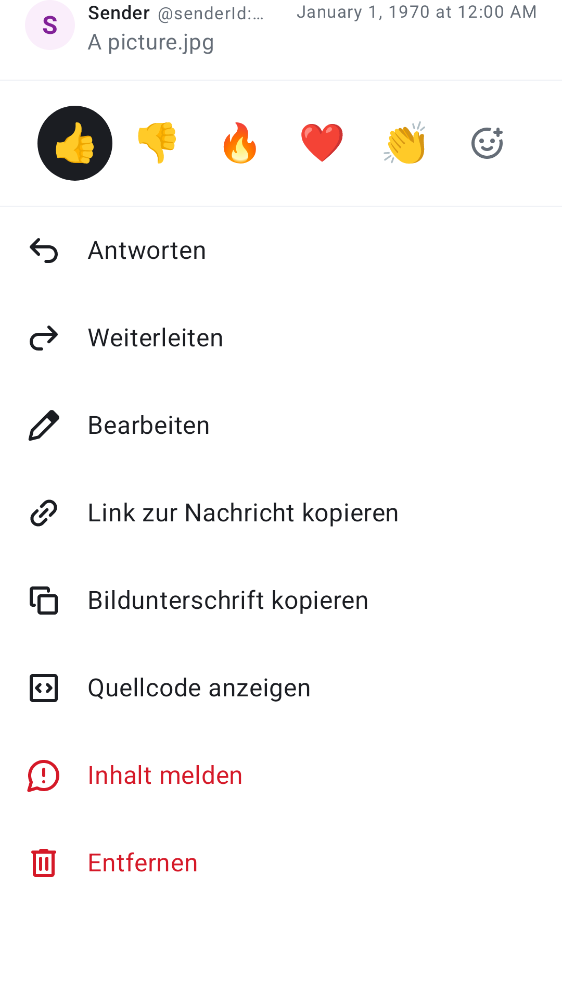 S
Sender @senderId:… January 1, 1970 at 12:00 AM
A picture.jpg
Antworten
Weiterleiten
Bearbeiten
Link zur Nachricht kopieren
Bildunterschrift kopieren
Quellcode anzeigen
Inhalt melden
Entfernen